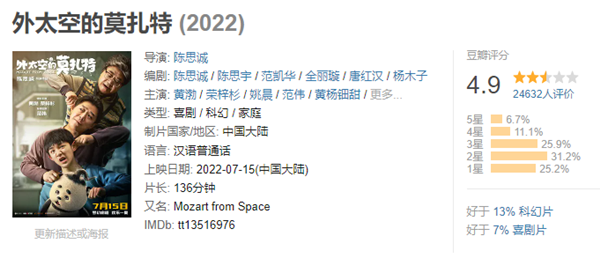 外太空的莫扎特 (2022)
外太空的莫扎特
陈思诚
7月15日
更新描述或海报
导演: 陈思诚
编剧: 陈思诚 / 陈思宇 / 范凯华 / 全丽璇 / 唐红汉 / 杨木子
主演: 黄渤 / 荣梓杉 / 姚晨 / 范伟 / 黄杨钿甜 / 更多...
类型: 喜剧 / 科幻 / 家庭
制片国家/地区: 中国大陆
语言: 汉语普通话
上映日期: 2022-07-15(中国大陆)
片长: 136分钟
又名: Mozart from Space
IMDb: tt13516976
豆瓣评分
4.9
24632人评价
5星 6.7%
4星 11.1%
3星 25.9%
2星 31.2%
1星 25.2%
好于 13% 科幻片
好于 7% 喜剧片